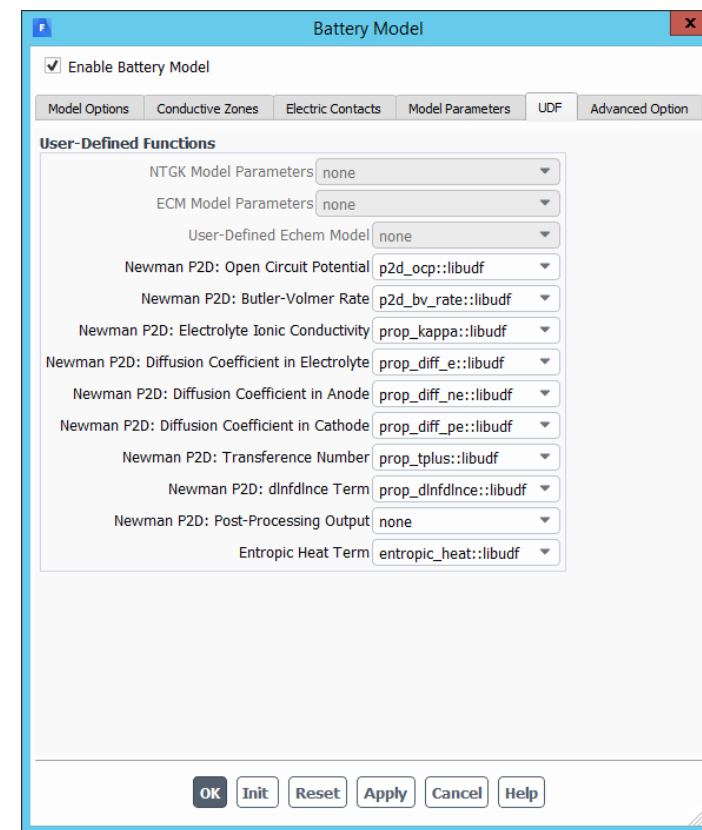 F
Battery Model
x
Enable Battery Model
Model Options Conductive Zones Electric Contacts Model Parameters UDF Advanced Option
User-Defined Functions
NTGK Model Parameters none
ECM Model Parameters none
User-Defined Echem Model none
Newman P2D: Open Circuit Potential p2d_ocp::libudf
Newman P2D: Butler-Volmer Rate p2d_bv_rate::libudf
Newman P2D: Electrolyte Ionic Conductivity prop_kappa::libudf
Newman P2D: Diffusion Coefficient in Electrolyte prop_diff_e::libudf
Newman P2D: Diffusion Coefficient in Anode prop_diff_ne::libudf
Newman P2D: Diffusion Coefficient in Cathode prop_diff_pe::libudf
Newman P2D: Transference Number prop_tplus::libudf
Newman P2D: dlnfdlnce Term prop_dlnfdlnce::libudf
Newman P2D: Post-Processing Output none
Entropic Heat Term entropic_heat::libudf
OK Init Reset Apply Cancel Help